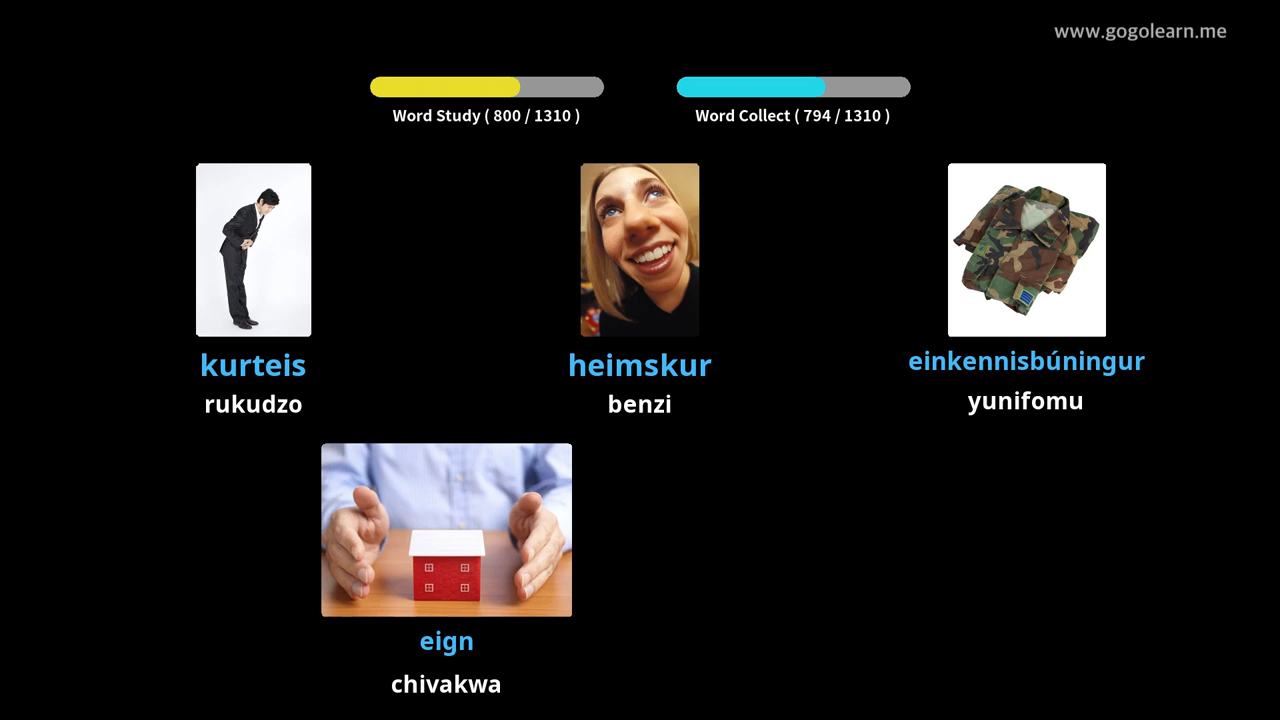 www.gogolearn.me
Word Study ( 800 / 1310 )
Word Collect ( 794 / 1310 )
kurteis
rukudzo
heimskur
benzi
einkennisbúningur
yunifomu
eign
chivakwa